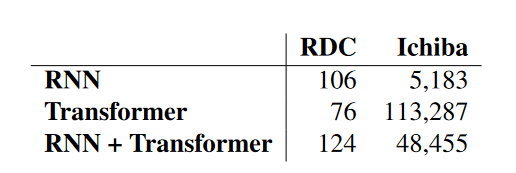 RDC Ichiba
RNN 106 5,183
Transformer 76 113,287
RNN + Transformer 124 48,455